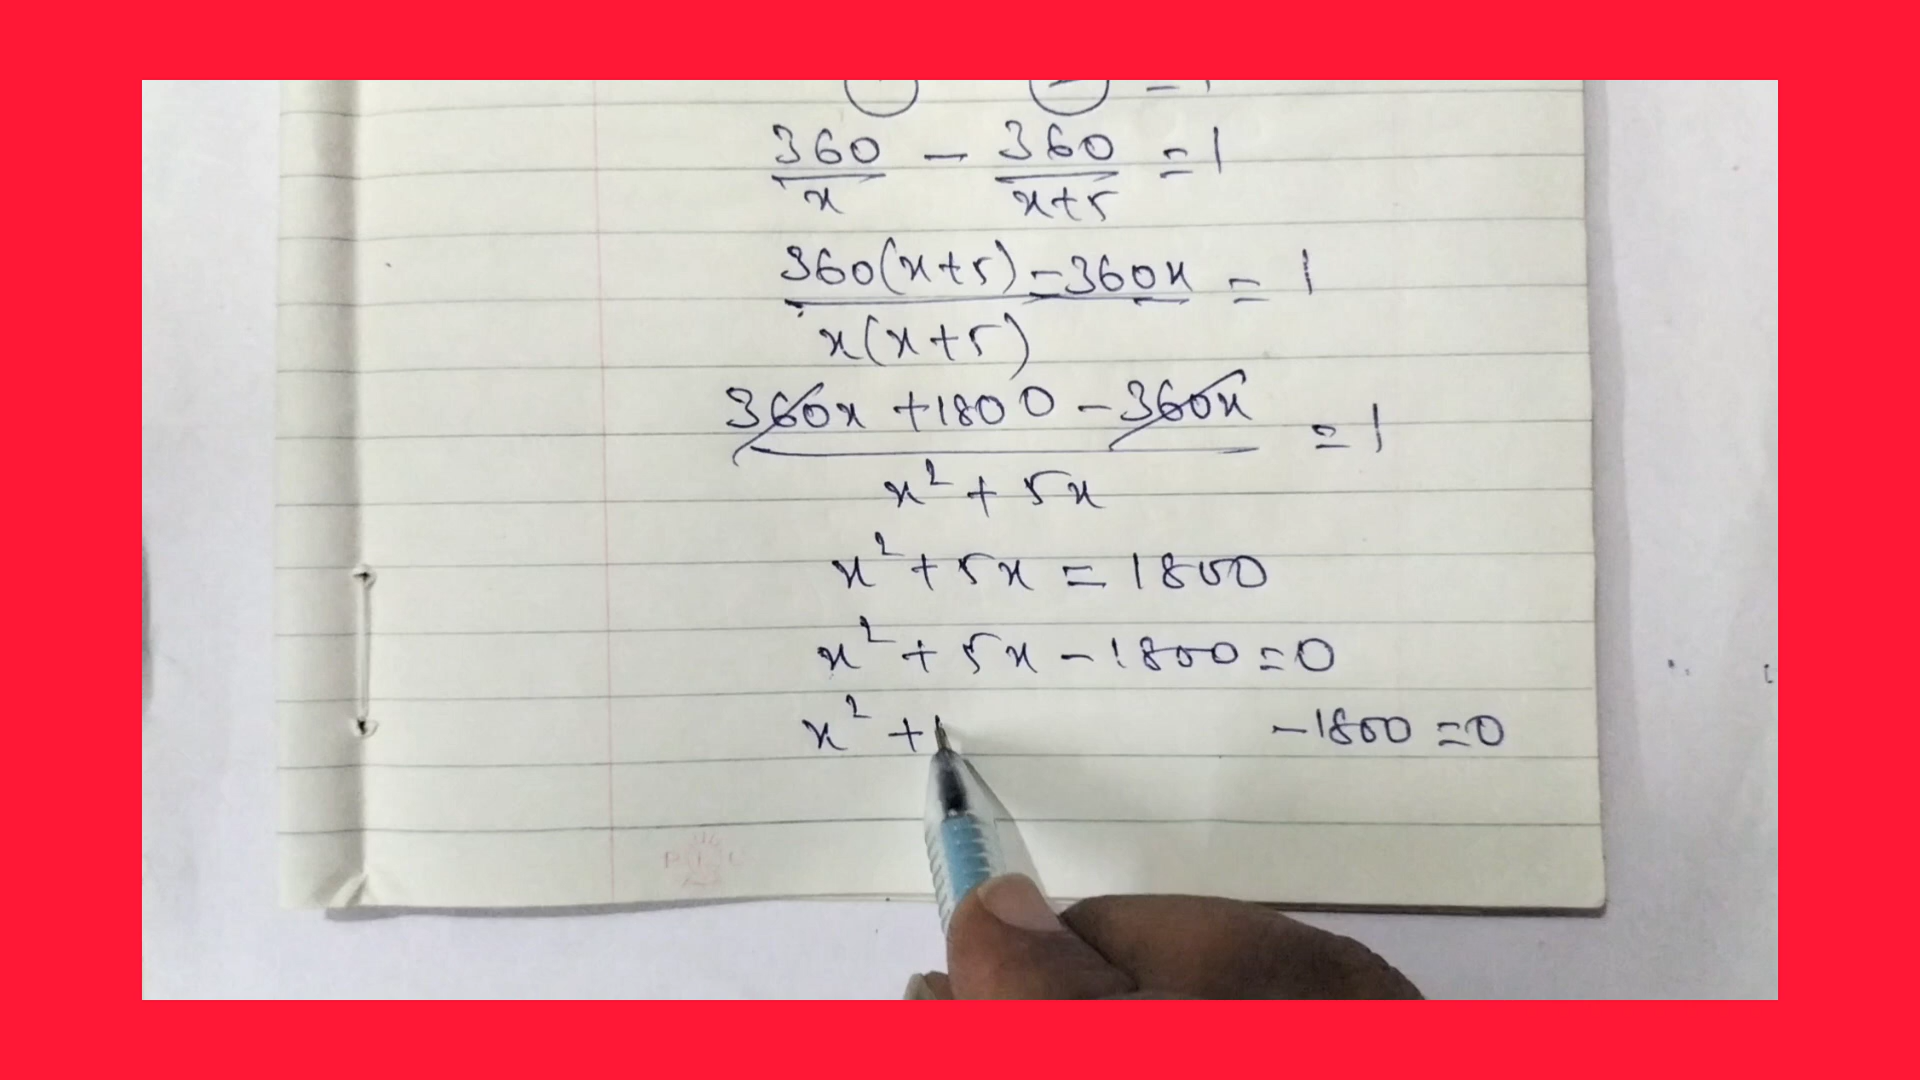 = 1
360/x - 360/x+5 = 1
360(x+5) - 360x / x(x+5) = 1
360x + 1800 - 360x / x² + 5x = 1
x² + 5x = 1800
x² + 5x - 1800 = 0
x² + - 1800 = 0